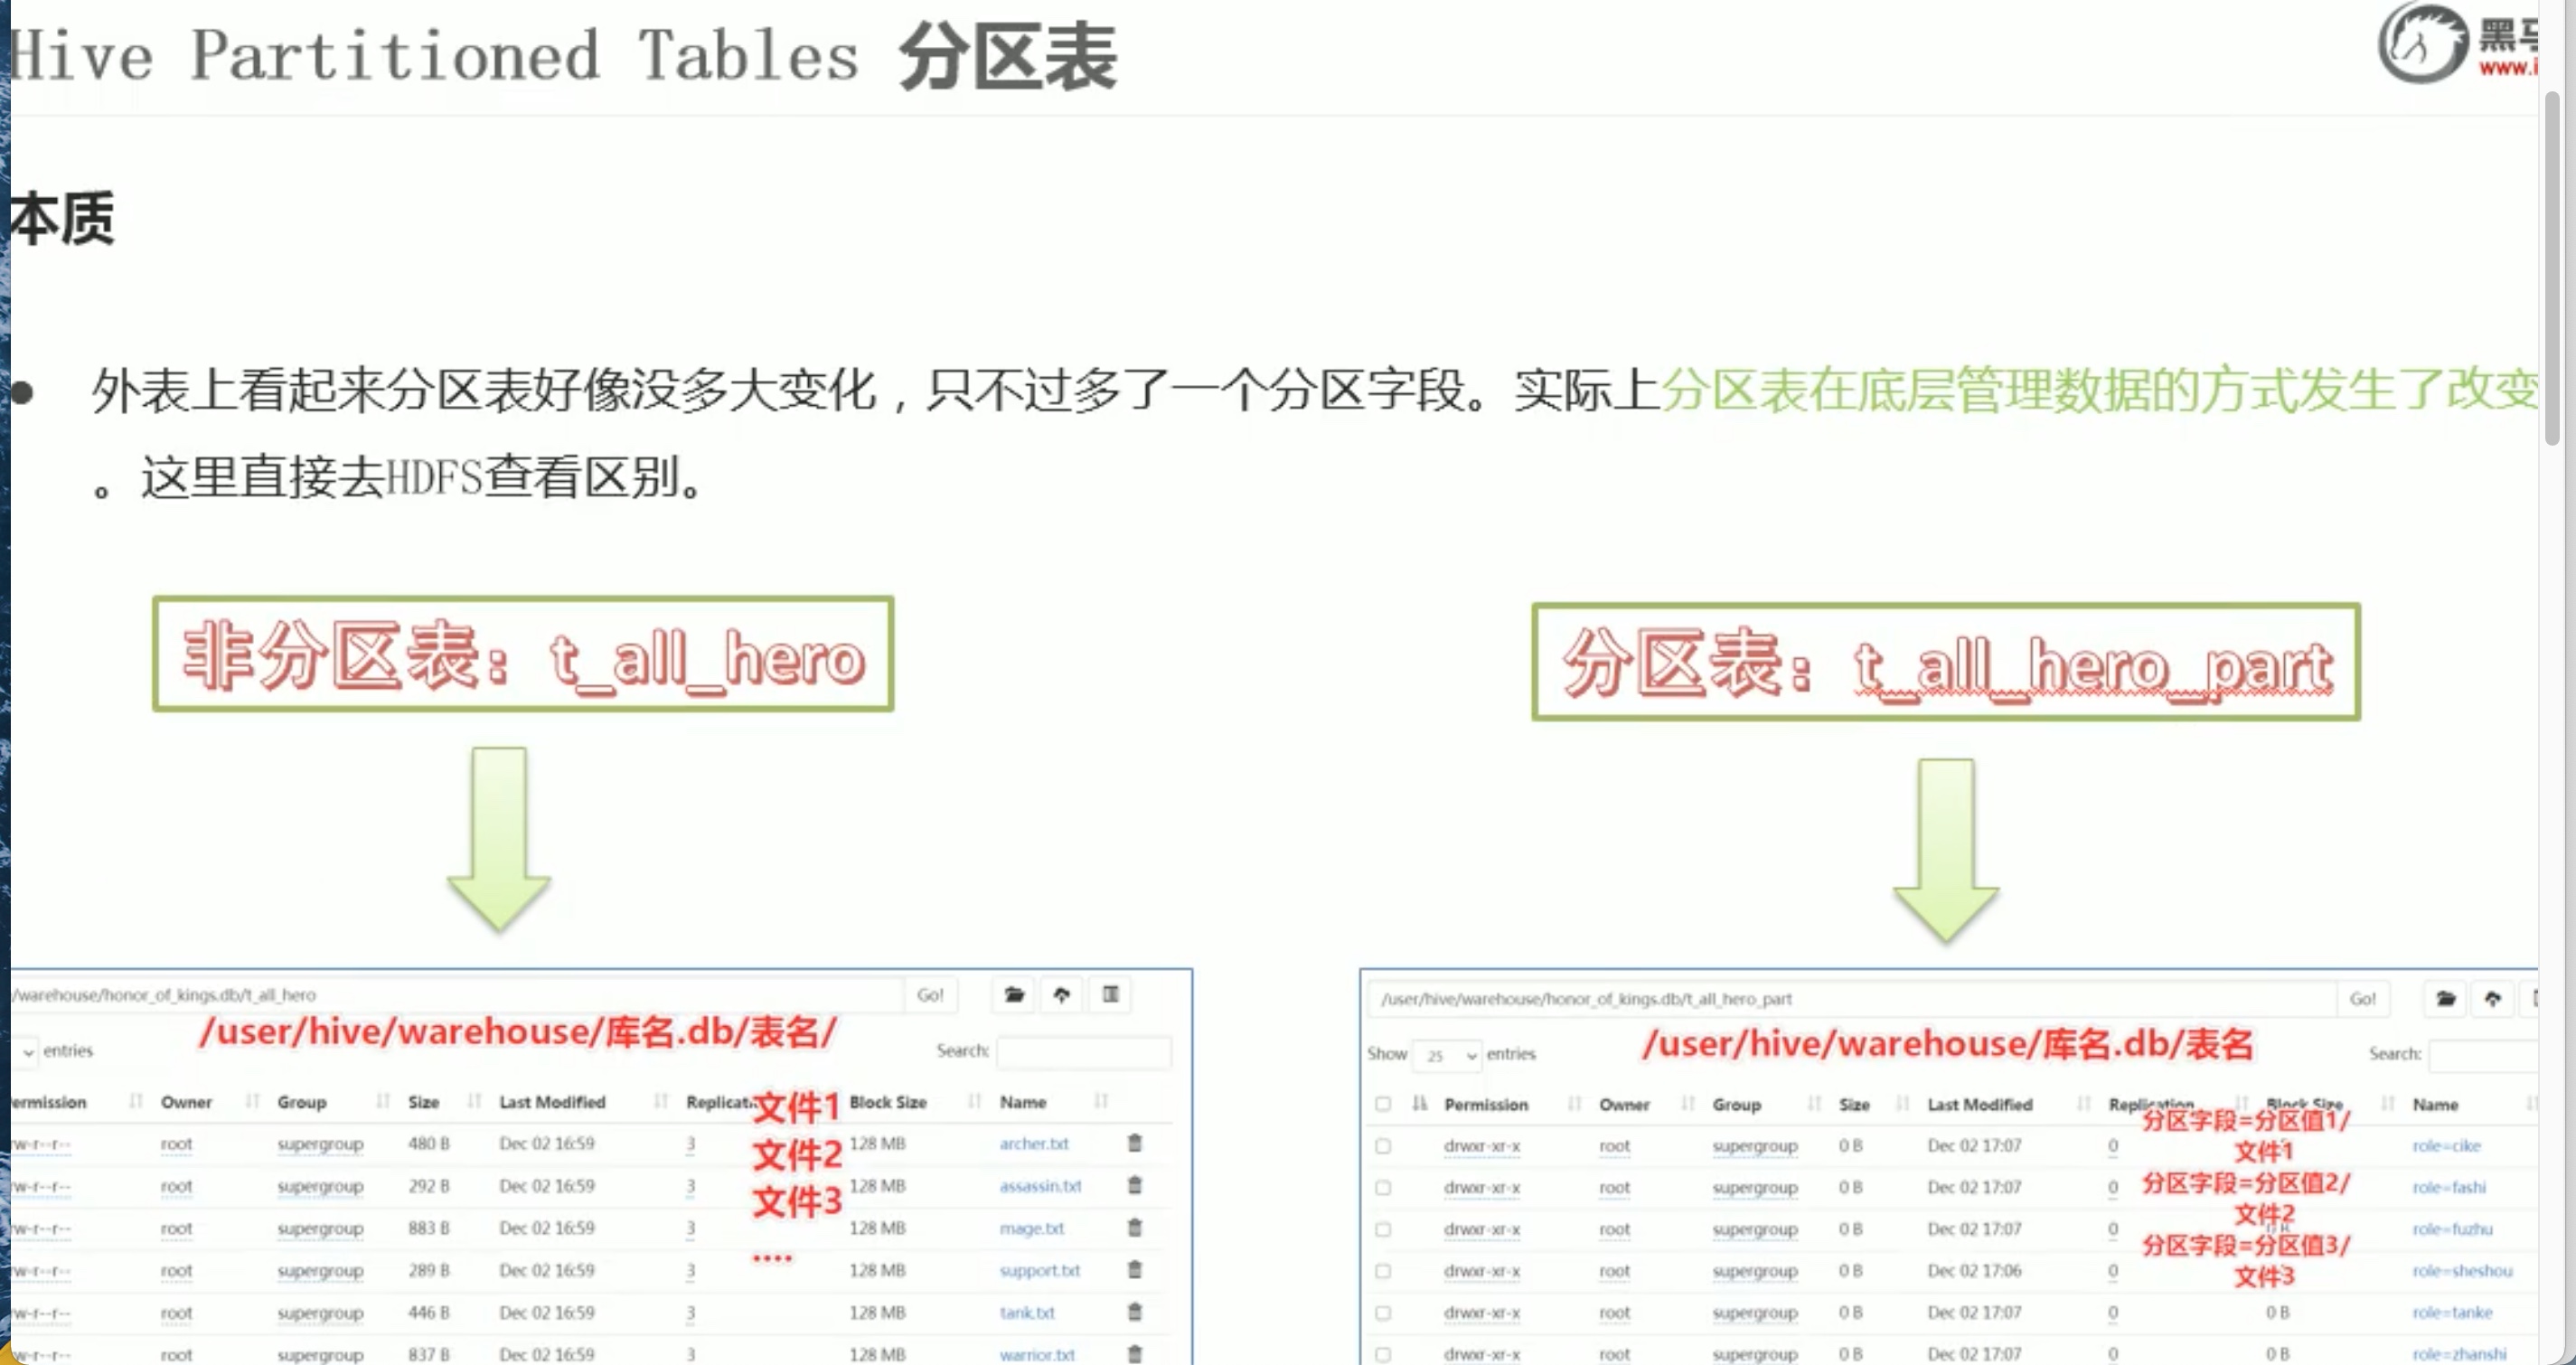 Hive Partitioned Tables 分区表
www.i
本质
● 外表上看起来分区表好像没多大变化，只不过多了一个分区字段。实际上分区表在底层管理数据的方式发生了改变
。这里直接去HDFS查看区别。
非分区表：t_all_hero
分区表：t_all_hero_part
/warehouse/honor_of_kings.db/t_all_hero Go!
/user/hive/warehouse/库名.db/表名/
entries Search:
ermission Owner Group Size Last Modified Replicati Block Size Name
文件1
w-r--r-- root supergroup 480 B Dec 02 16:59 3 128 MB archer.txt
文件2
w-r--r-- root supergroup 292 B Dec 02 16:59 3 128 MB assassin.txt
文件3
w-r--r-- root supergroup 883 B Dec 02 16:59 3 128 MB mage.txt
....
w-r--r-- root supergroup 289 B Dec 02 16:59 3 128 MB support.txt
w-r--r-- root supergroup 446 B Dec 02 16:59 3 128 MB tank.txt
w-r--r-- root supergroup 837 B Dec 02 16:59 3 128 MB warrior.txt
/user/hive/warehouse/honor_of_kings.db/t_all_hero_part Go!
/user/hive/warehouse/库名.db/表名
Show 25 entries Search:
Permission Owner Group Size Last Modified Replication Block Size Name
分区字段=分区值1/
文件1
drwxr-xr-x root supergroup 0 B Dec 02 17:07 0 role=cike
分区字段=分区值2/
文件2
drwxr-xr-x root supergroup 0 B Dec 02 17:07 0 role=fashi
drwxr-xr-x root supergroup 0 B Dec 02 17:07 0 role=fuzhu
分区字段=分区值3/
文件3
drwxr-xr-x root supergroup 0 B Dec 02 17:06 0 role=sheshou
drwxr-xr-x root supergroup 0 B Dec 02 17:07 0 0 B role=tanke
drwxr-xr-x root supergroup 0 B Dec 02 17:07 0 0 B role=zhanshi